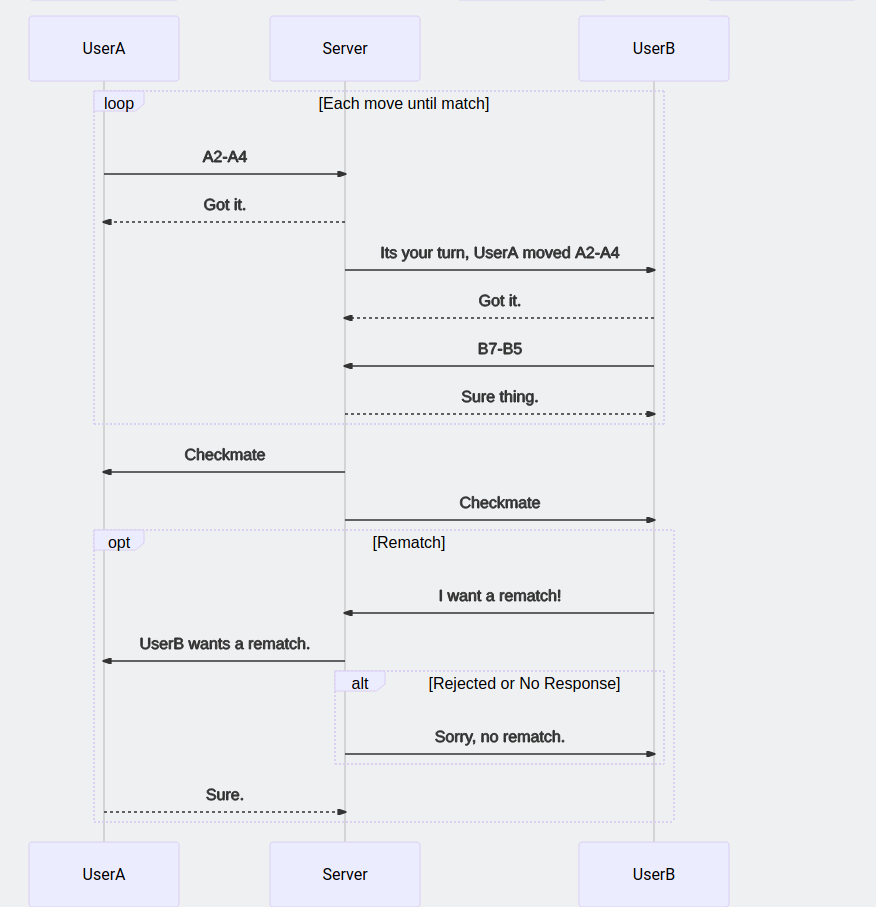 UserA
Server
UserB
loop
[Each move until match]
A2-A4
Got it.
Its your turn, UserA moved A2-A4
Got it.
B7-B5
Sure thing.
Checkmate
Checkmate
opt
[Rematch]
I want a rematch!
UserB wants a rematch.
alt
[Rejected or No Response]
Sorry, no rematch.
Sure.
UserA
Server
UserB